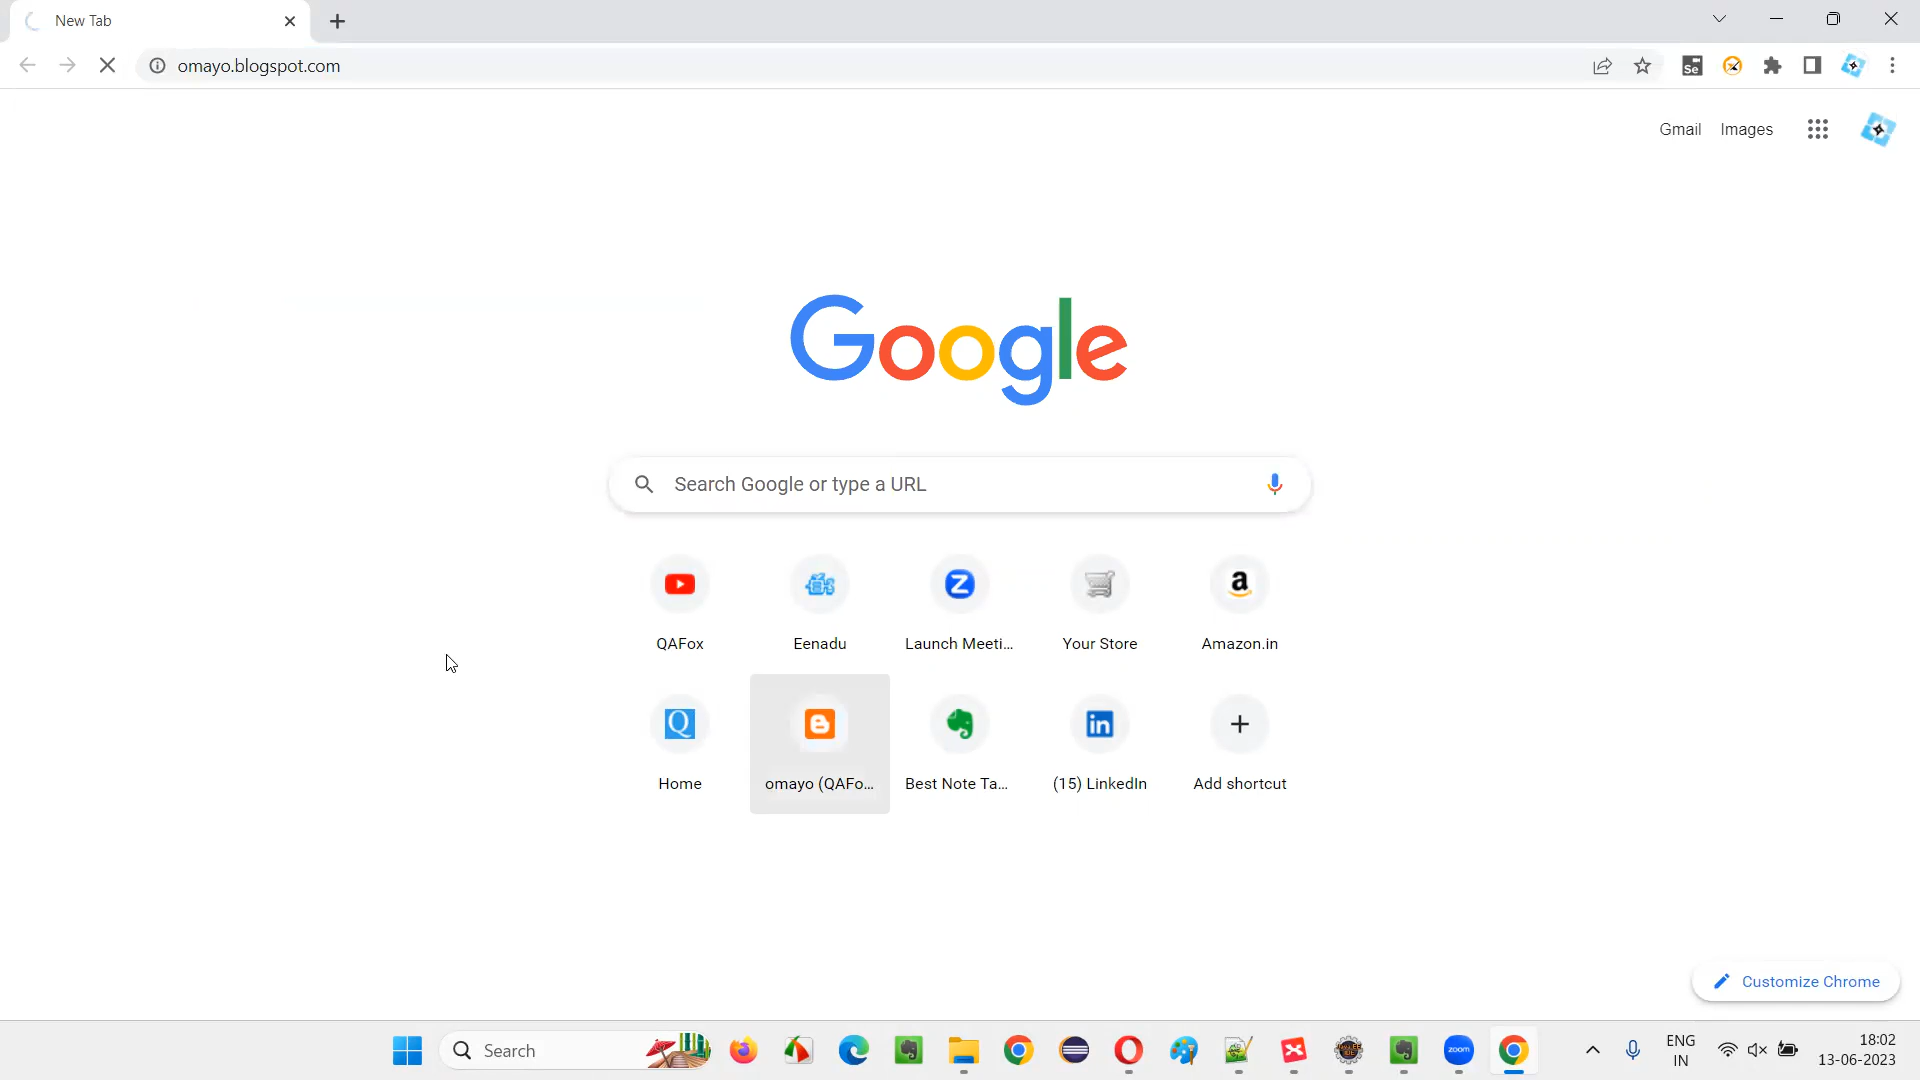 New Tab
omayo.blogspot.com
Se
Gmail
Images
Google
Search Google or type a URL
QAFox
Eenadu
Launch Meeti...
Your Store
Amazon.in
Home
omayo (QAFo...
Best Note Ta...
(15) LinkedIn
Add shortcut
Customize Chrome
Search
zoom
ENG
IN
18:02
13-06-2023